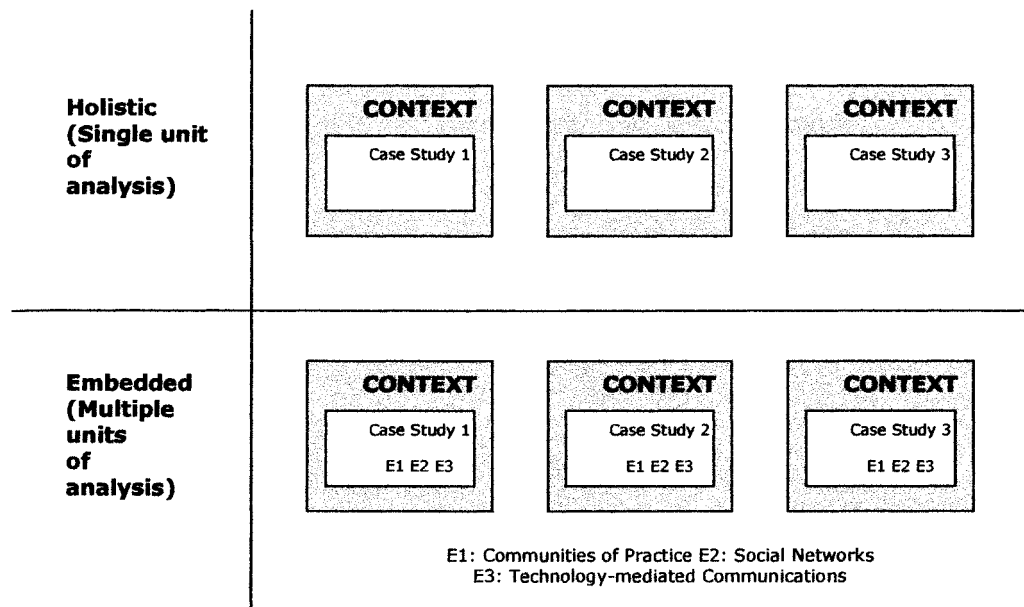 Holistic
(Single unit
of
analysis)
CONTEXT
Case Study 1
CONTEXT
Case Study 2
CONTEXT
Case Study 3
Embedded
(Multiple
units
of
analysis)
CONTEXT
Case Study 1
E1 E2 E3
CONTEXT
Case Study 2
E1 E2 E3
CONTEXT
Case Study 3
E1 E2 E3
E1: Communities of Practice E2: Social Networks
E3: Technology-mediated Communications